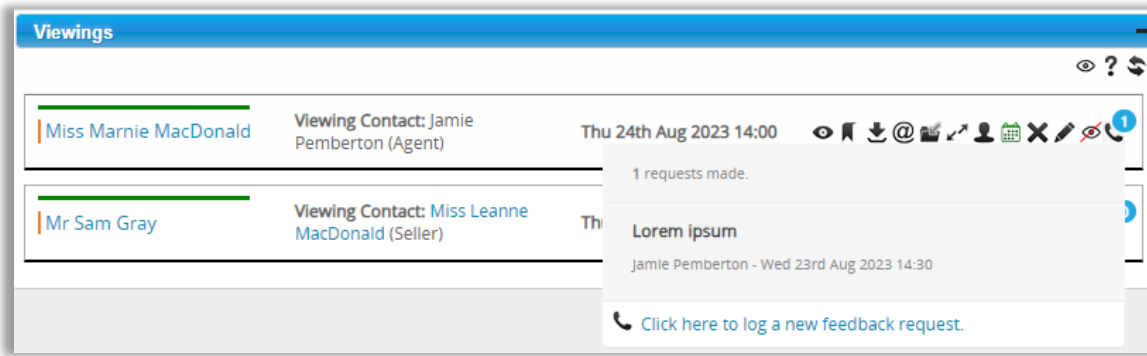 Viewings
?
Miss Marnie MacDonald
Viewing Contact: Jamie
Pemberton (Agent)
Thu 24th Aug 2023 14:00
@
1
1 requests made.
Mr Sam Gray
Viewing Contact: Miss Leanne
MacDonald (Seller)
Thu
Lorem ipsum
Jamie Pemberton - Wed 23rd Aug 2023 14:30
Click here to log a new feedback request.